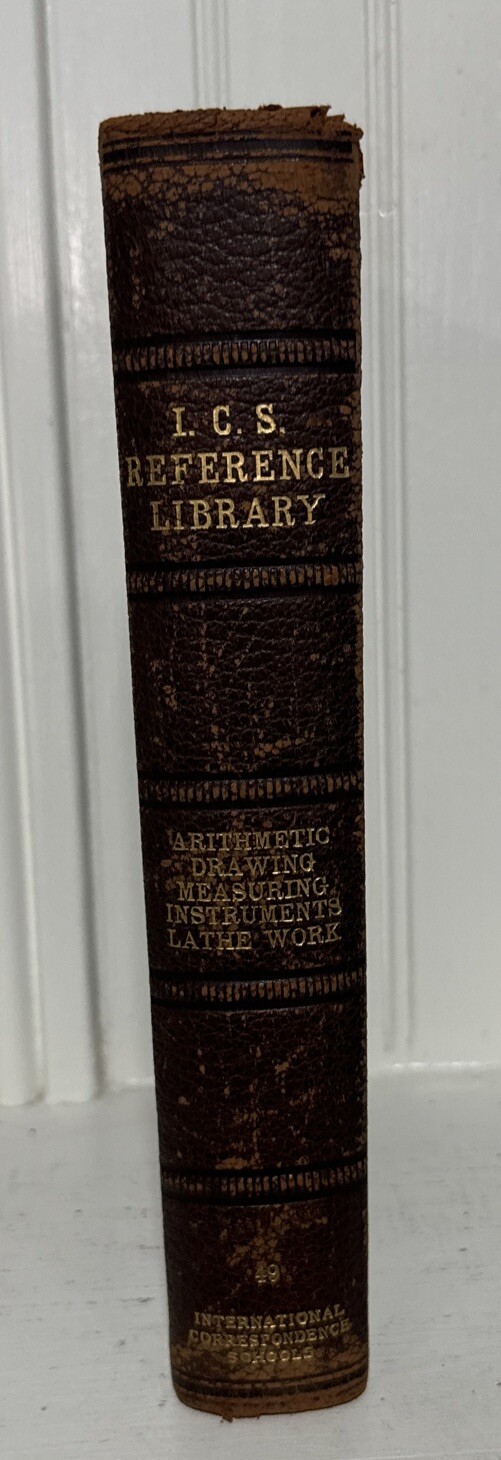 I. C. S.
REFERENCE
LIBRARY
ARITHMETIC
DRAWING
MEASURING
INSTRUMENTS
LATHE WORK
49
INTERNATIONAL
CORRESPONDENCE
SCHOOLS